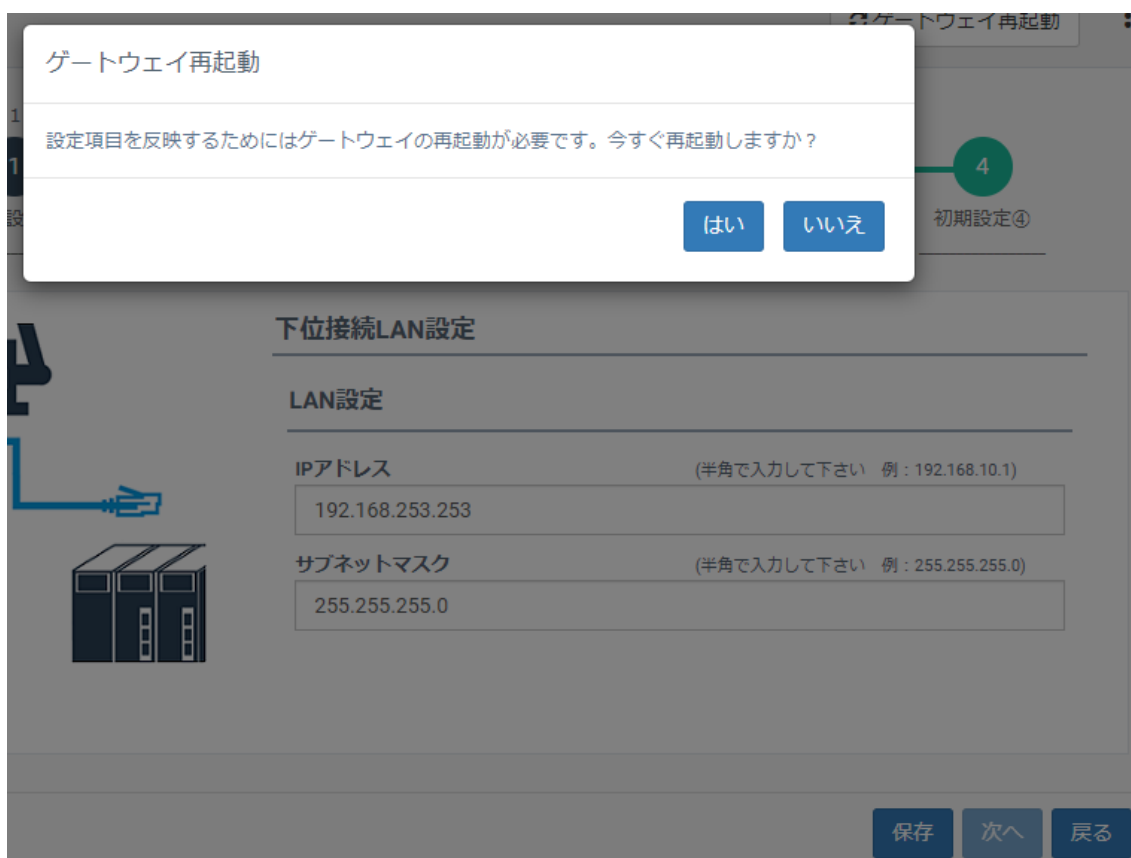 ゲートウェイ再起動
ゲートウェイ再起動
設定項目を反映するためにはゲートウェイの再起動が必要です。今すぐ再起動しますか？
はい
いいえ
1
1
設
4
初期設定④
下位接続LAN設定
LAN設定
IPアドレス
(半角で入力して下さい　例：192.168.10.1)
192.168.253.253
サブネットマスク
(半角で入力して下さい　例：255.255.255.0)
255.255.255.0
保存
次へ
戻る